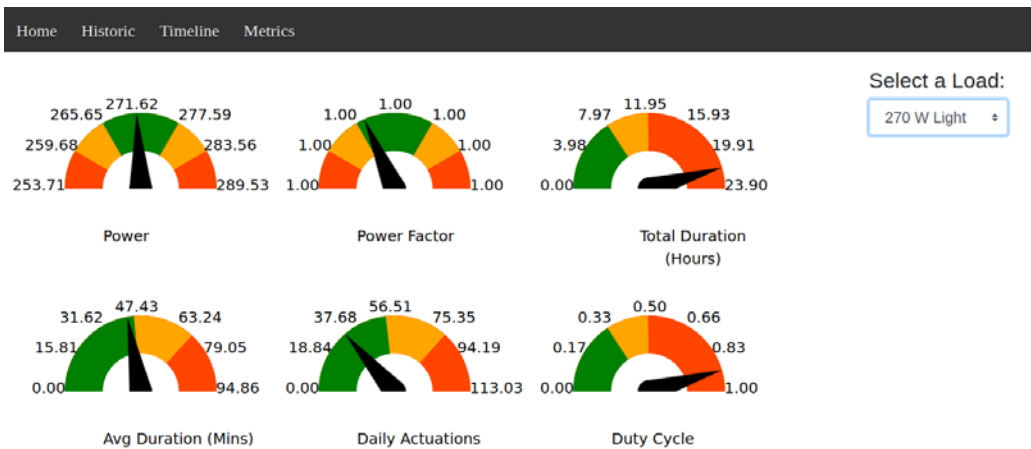 Home Historic Timeline Metrics
Select a Load:
270 W Light
253.71 259.68 265.65 271.62 277.59 283.56 289.53
Power
1.00 1.00 1.00 1.00 1.00 1.00 1.00
Power Factor
0.00 3.98 7.97 11.95 15.93 19.91 23.90
Total Duration
(Hours)
0.00 15.81 31.62 47.43 63.24 79.05 94.86
Avg Duration (Mins)
0.00 18.84 37.68 56.51 75.35 94.19 113.03
Daily Actuations
0.00 0.17 0.33 0.50 0.66 0.83 1.00
Duty Cycle